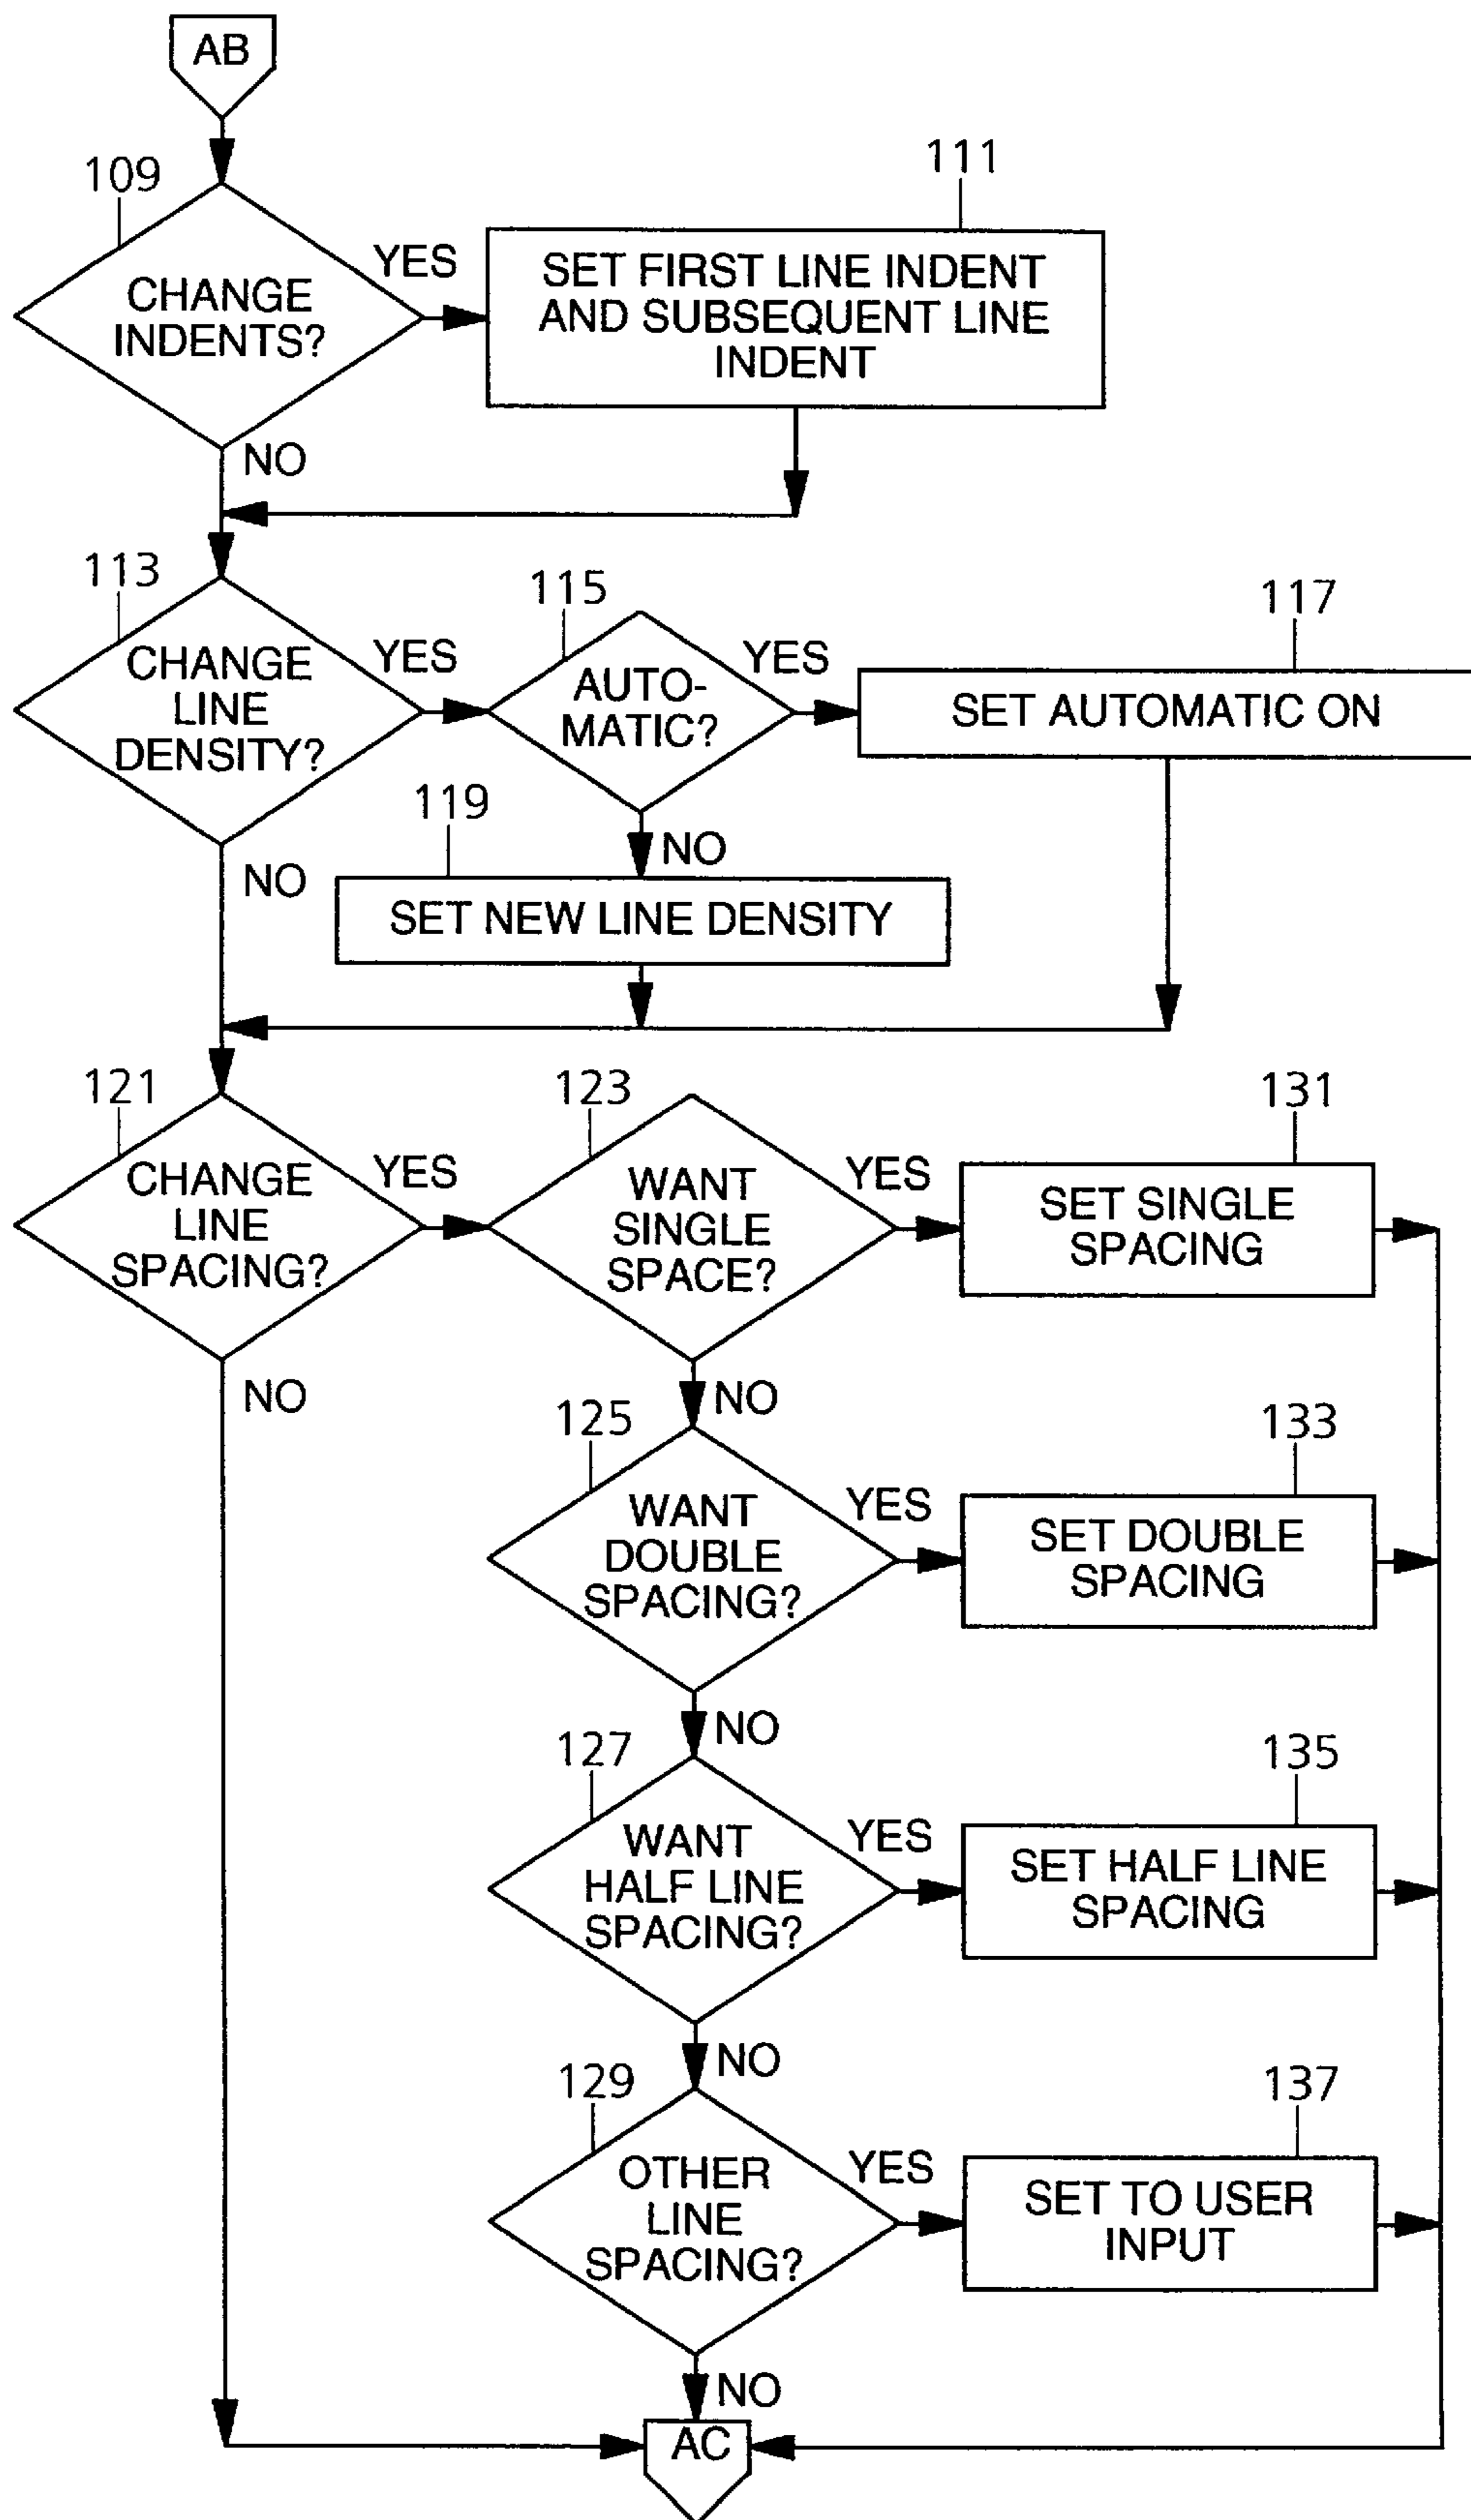 AB
109
CHANGE
INDENTS?
YES
NO
111
SET FIRST LINE INDENT
AND SUBSEQUENT LINE
INDENT
113
CHANGE
LINE
DENSITY?
YES
NO
115
AUTO-
MATIC?
YES
NO
117
SET AUTOMATIC ON
119
SET NEW LINE DENSITY
121
CHANGE
LINE
SPACING?
YES
NO
123
WANT
SINGLE
SPACE?
YES
NO
131
SET SINGLE
SPACING
125
WANT
DOUBLE
SPACING?
YES
NO
133
SET DOUBLE
SPACING
127
WANT
HALF LINE
SPACING?
YES
NO
135
SET HALF LINE
SPACING
129
OTHER
LINE
SPACING?
YES
NO
137
SET TO USER
INPUT
AC